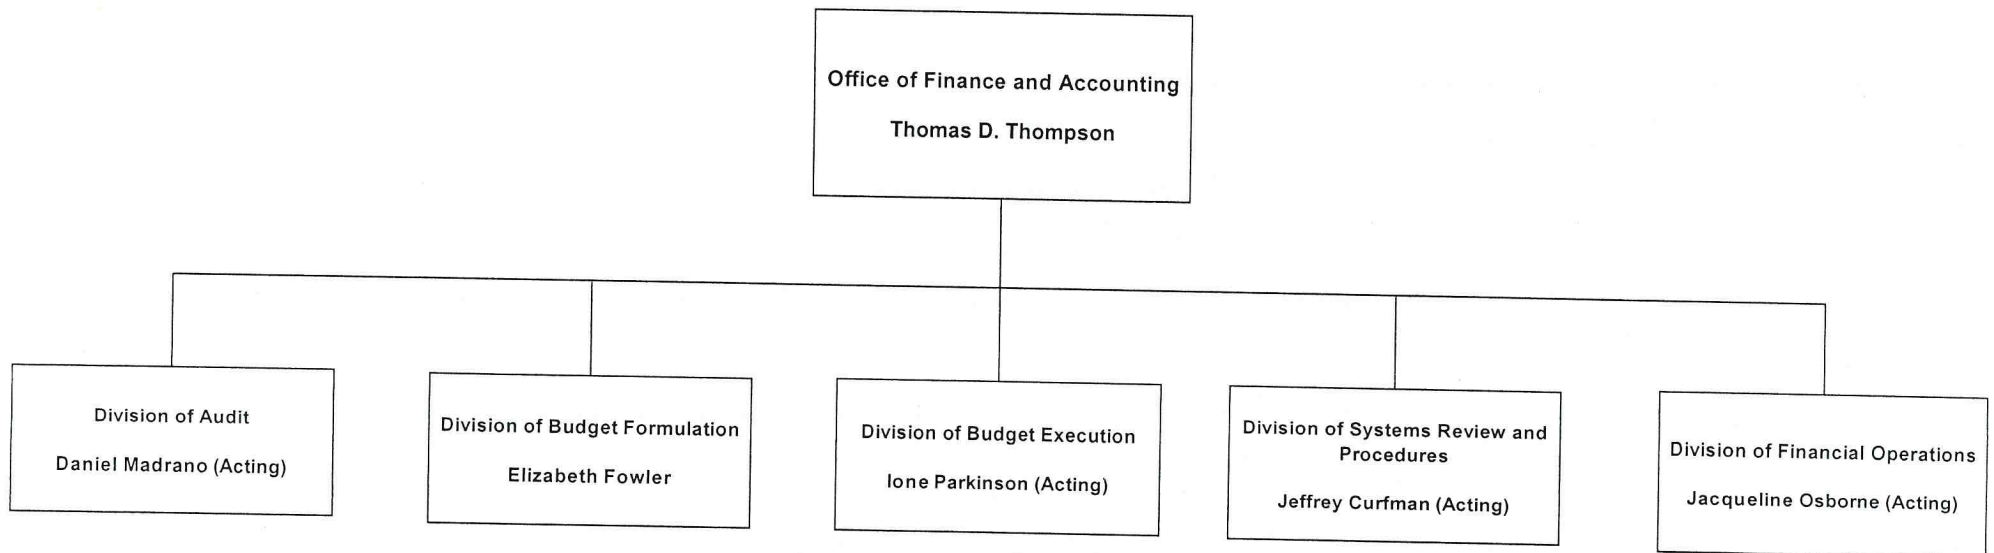 Office of Finance and Accounting
Thomas D. Thompson
Division of Audit
Daniel Madrano (Acting)
Division of Budget Formulation
Elizabeth Fowler
Division of Budget Execution
Ione Parkinson (Acting)
Division of Systems Review and
Procedures
Jeffrey Curfman (Acting)
Division of Financial Operations
Jacqueline Osborne (Acting)